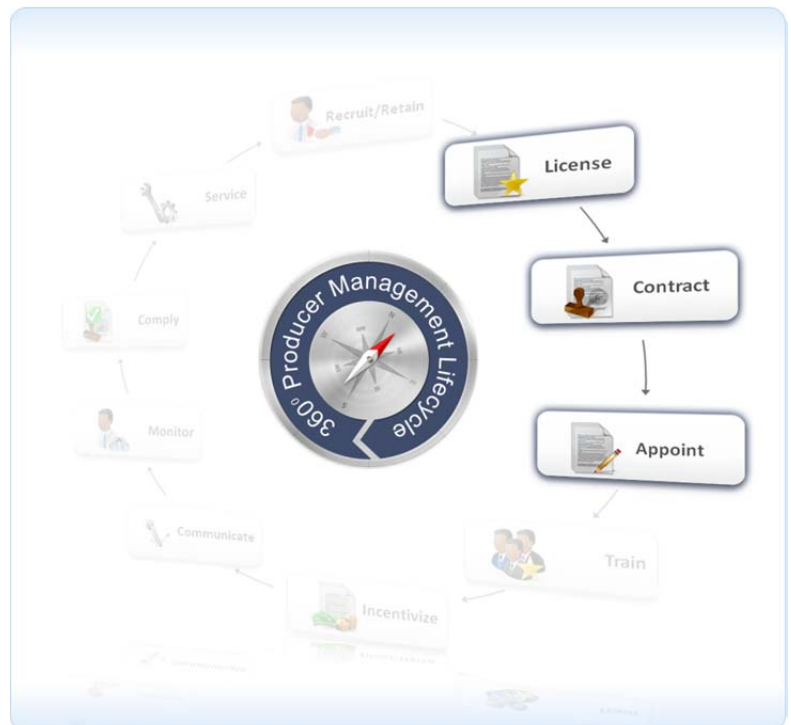 Recruit/Retain
License
Contract
Appoint
Train
Incentivize
Communicate
Monitor
Comply
Service
360° Producer Management Lifecycle